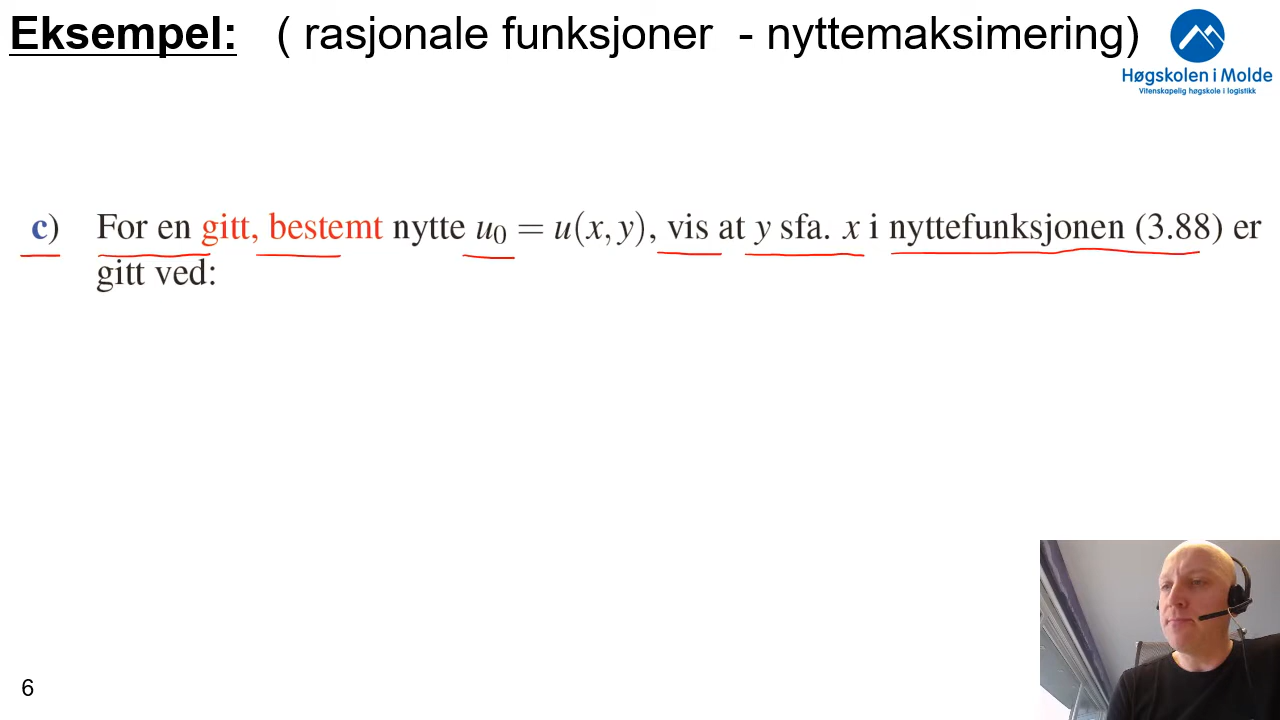 Eksempel: ( rasjonale funksjoner - nyttemaksimering)
Høgskolen i Molde
Vitenskapelig høgskole i logistikk
c) For en gitt, bestemt nytte u₀ = u(x, y), vis at y sfa. x i nyttefunksjonen (3.88) er
gitt ved:
6